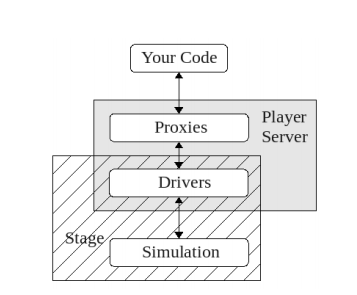 Your Code
Proxies
Player
Server
Drivers
Stage
Simulation